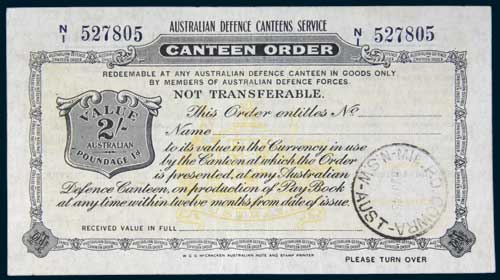 N/1 527805
AUSTRALIAN DEFENCE CANTEENS SERVICE
N/1 527805
CANTEEN ORDER
REDEEMABLE AT ANY AUSTRALIAN DEFENCE CANTEEN IN GOODS ONLY
BY MEMBERS OF AUSTRALIAN DEFENCE FORCES.
NOT TRANSFERABLE.
VALUE
2/-
AUSTRALIAN
POUNDAGE 1d
This Order entitles No.
Name
to its value in the Currency in use
by the Canteen at which the Order
is presented, at any Australian
Defence Canteen, on production of Pay Book
at any time within twelve months from date of issue.
RECEIVED VALUE IN FULL
AUST
PLEASE TURN OVER
W C G McCRACKEN AUSTRALIAN NOTE AND STAMP PRINTER